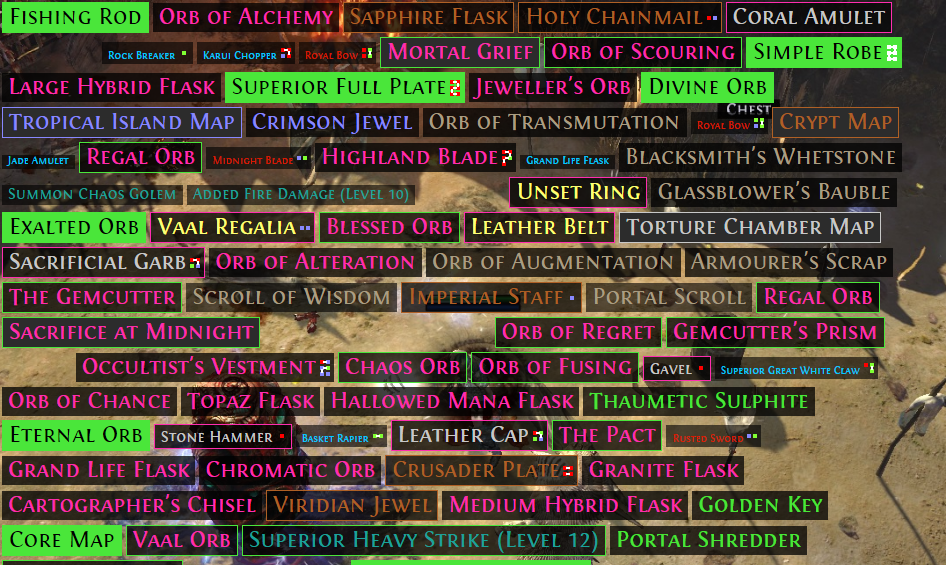 FISHING ROD ORB OF ALCHEMY SAPPHIRE FLASK HOLY CHAINMAIL CORAL AMULET
ROCK BREAKER KARUI CHOPPER ROYAL BOW MORTAL GRIEF ORB OF SCOURING SIMPLE ROBE
LARGE HYBRID FLASK SUPERIOR FULL PLATE JEWELLER'S ORB DIVINE ORB
CHEST
TROPICAL ISLAND MAP CRIMSON JEWEL ORB OF TRANSMUTATION ROYAL BOW CRYPT MAP
JADE AMULET REGAL ORB MIDNIGHT BLADE HIGHLAND BLADE GRAND LIFE FLASK BLACKSMITH'S WHETSTONE
SUMMON CHAOS GOLEM ADDED FIRE DAMAGE (LEVEL 10) UNSET RING GLASSBLOWER'S BAUBLE
EXALTED ORB VAAL REGALIA BLESSED ORB LEATHER BELT TORTURE CHAMBER MAP
SACRIFICIAL GARB ORB OF ALTERATION ORB OF AUGMENTATION ARMOURER'S SCRAP
THE GEMCUTTER SCROLL OF WISDOM IMPERIAL STAFF PORTAL SCROLL REGAL ORB
SACRIFICE AT MIDNIGHT ORB OF REGRET GEMCUTTER'S PRISM
OCCULTIST'S VESTMENT CHAOS ORB ORB OF FUSING GAVEL SUPERIOR GREAT WHITE CLAW
ORB OF CHANCE TOPAZ FLASK HALLOWED MANA FLASK THAUMETIC SULPHITE
ETERNAL ORB STONE HAMMER BASKET RAPIER LEATHER CAP THE PACT RUSTED SWORD
GRAND LIFE FLASK CHROMATIC ORB CRUSADER PLATE GRANITE FLASK
CARTOGRAPHER'S CHISEL VIRIDIAN JEWEL MEDIUM HYBRID FLASK GOLDEN KEY
CORE MAP VAAL ORB SUPERIOR HEAVY STRIKE (LEVEL 12) PORTAL SHREDDER